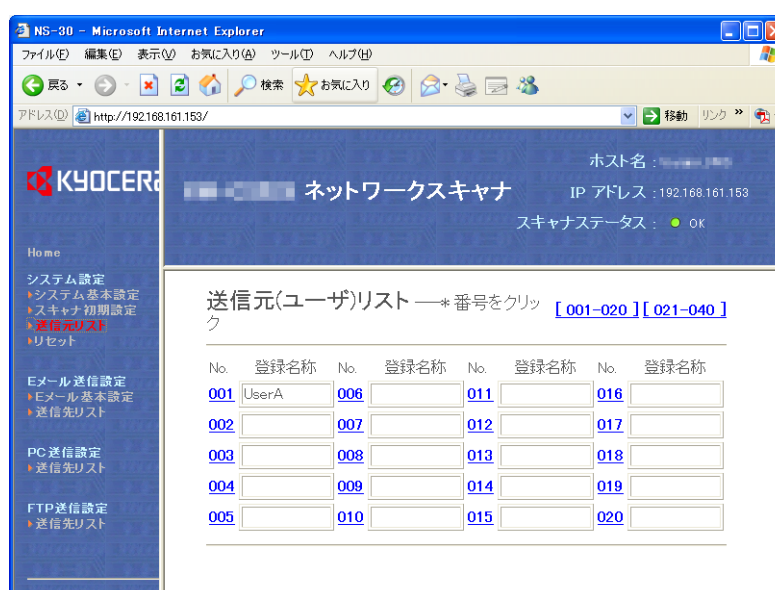 NS-30 - Microsoft Internet Explorer
ファイル(F) 編集(E) 表示(V) お気に入り(A) ツール(T) ヘルプ(H)
戻る 検索 お気に入り
アドレス(D) http://192.168.161.153/ 移動 リンク »
KYOCERa
ネットワークスキャナ
ホスト名 :
IP アドレス : 192.168.161.153
スキャナステータス : OK
Home
システム設定
システム基本設定
スキャナ初期設定
送信元リスト
リセット
Eメール送信設定
Eメール基本設定
送信先リスト
PC送信設定
送信先リスト
FTP送信設定
送信先リスト
送信元(ユーザ)リスト ──* 番号をクリッ
ク
[ 001-020 ][ 021-040 ]
No. 登録名称 No. 登録名称 No. 登録名称 No. 登録名称
001 UserA 006 011 016
002 007 012 017
003 008 013 018
004 009 014 019
005 010 015 020